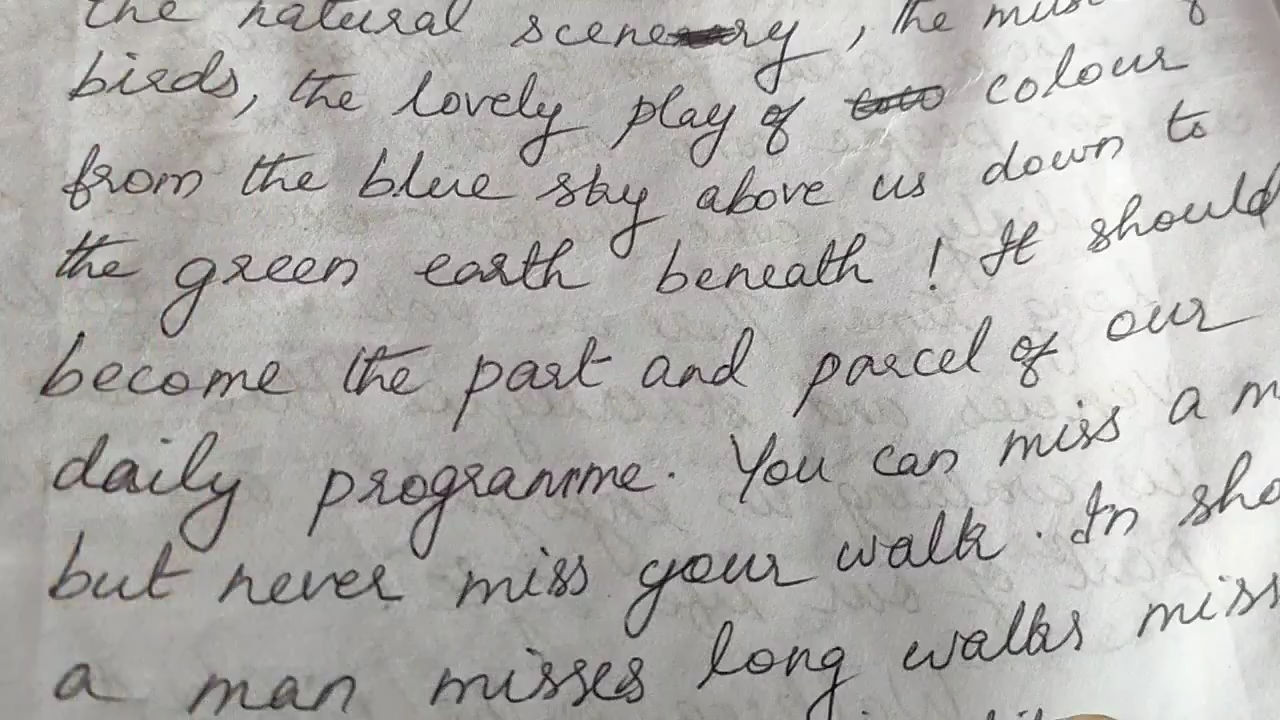 the natural scenery, the
birds, the lovely play of colour
from the blue sky above us down to
the green earth beneath! It should
become the part and parcel of our
daily programme. You can miss a
but never miss your walk. In
a man misses long walks